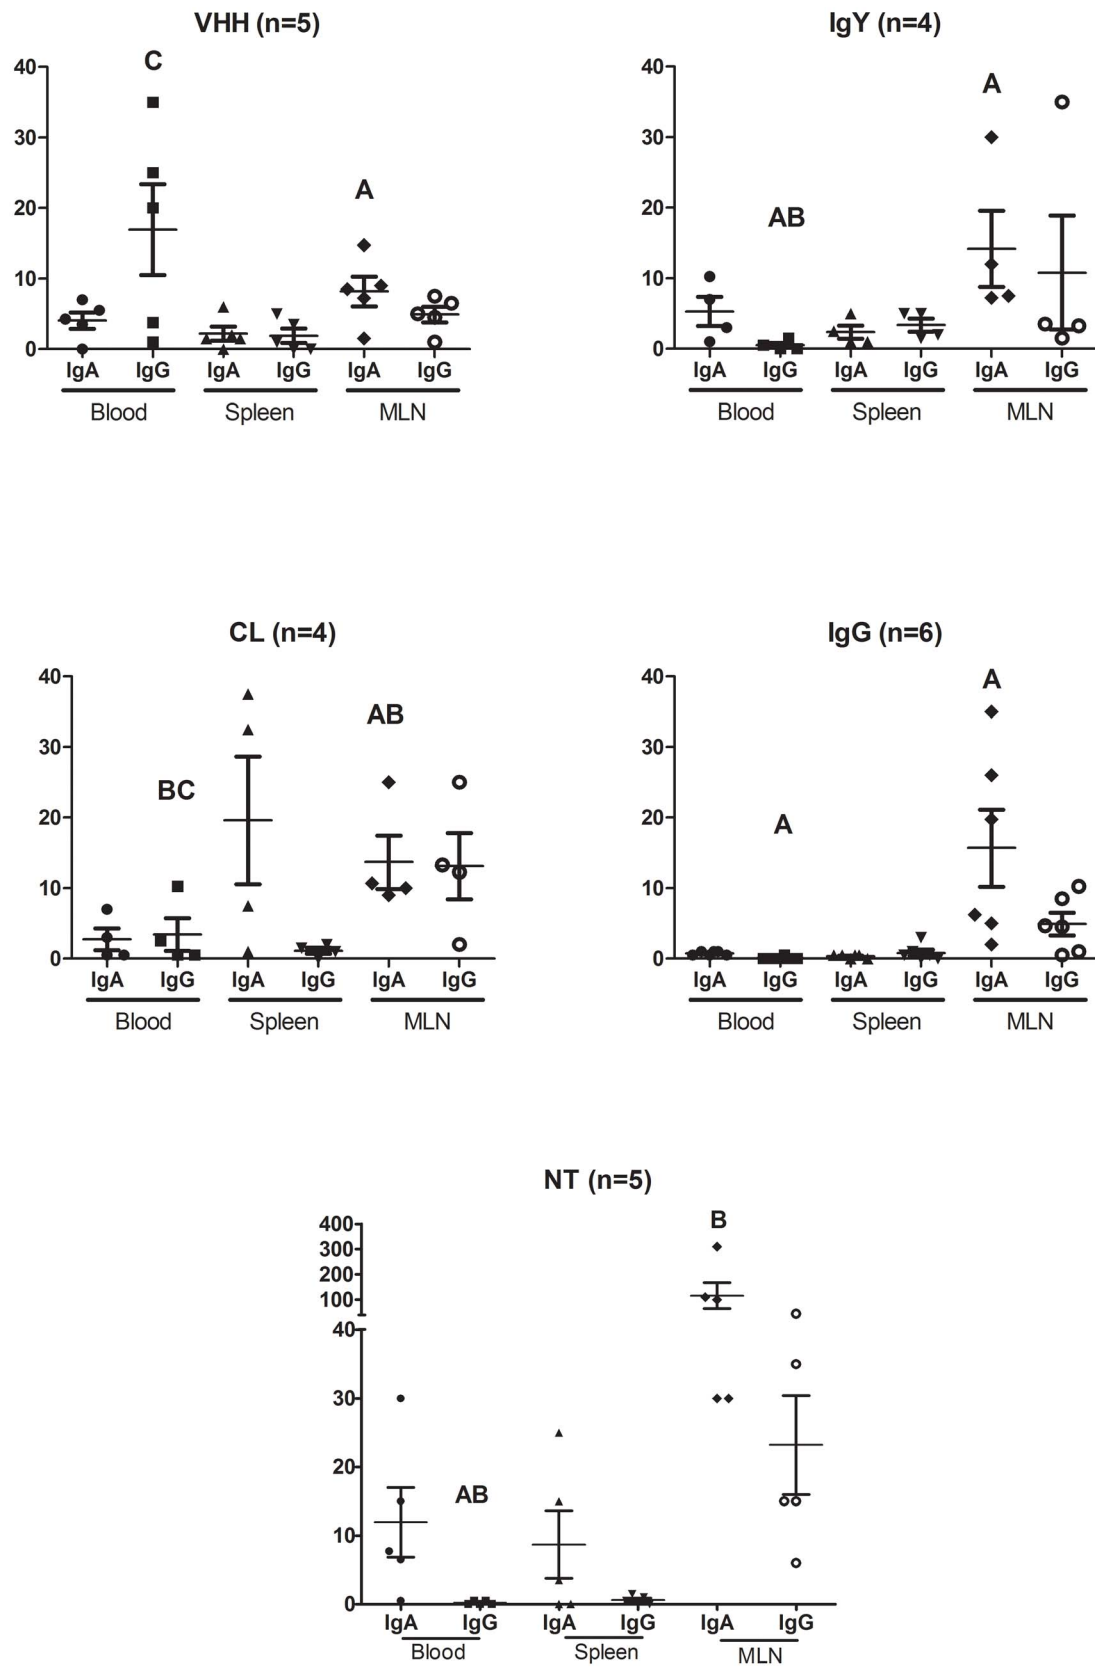 VHH (n=5)
40
30
20
10
0
C
A
IgA IgG IgA IgG IgA IgG
Blood Spleen MLN
IgY (n=4)
40
30
20
10
0
AB
A
IgA IgG IgA IgG IgA IgG
Blood Spleen MLN
CL (n=4)
40
30
20
10
0
BC
AB
IgA IgG IgA IgG IgA IgG
Blood Spleen MLN
IgG (n=6)
40
30
20
10
0
A
A
IgA IgG IgA IgG IgA IgG
Blood Spleen MLN
NT (n=5)
400
300
200
100
40
30
20
10
0
AB
B
IgA IgG IgA IgG IgA IgG
Blood Spleen MLN